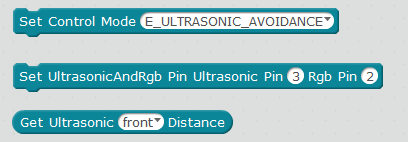 Set Control Mode E_ULTRASONIC_AVOIDANCE
Set UltrasonicAndRgb Pin Ultrasonic Pin 3 Rgb Pin 2
Get Ultrasonic front Distance